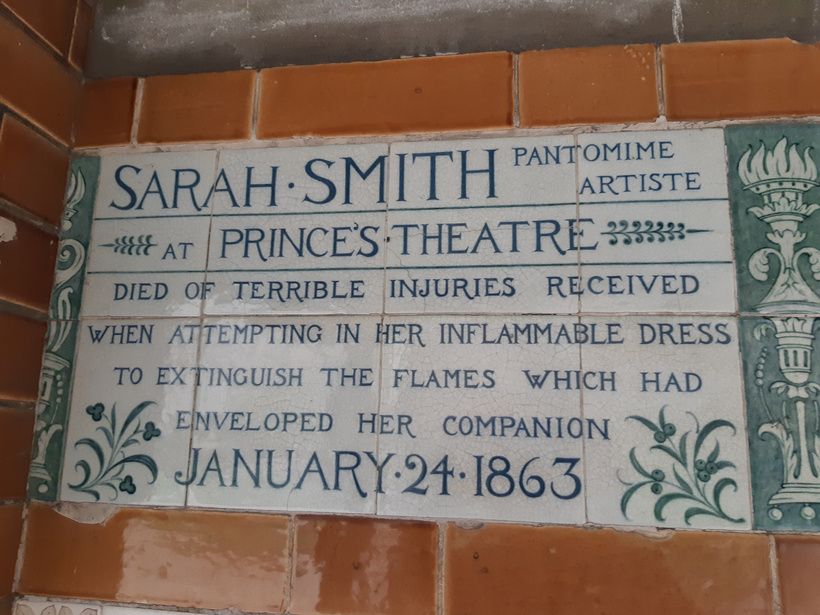 SARAH · SMITH PANTOMIME
ARTISTE
AT PRINCE'S · THEATRE
DIED OF TERRIBLE INJURIES RECEIVED
WHEN ATTEMPTING IN HER INFLAMMABLE DRESS
TO EXTINGUISH THE FLAMES WHICH HAD
ENVELOPED HER COMPANION
JANUARY · 24 · 1863